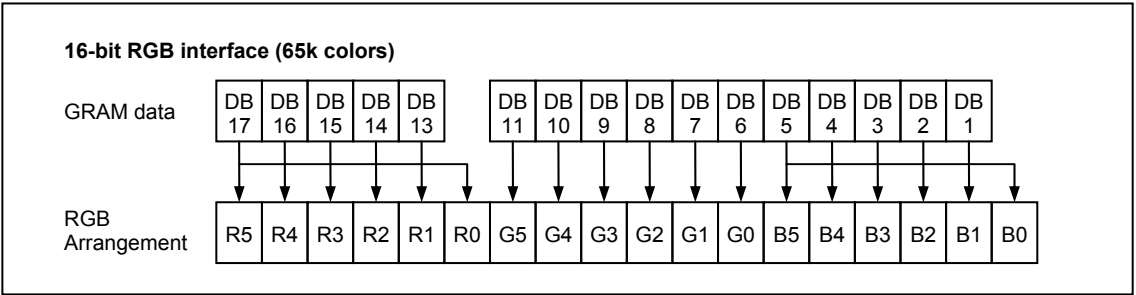 16-bit RGB interface (65k colors)
GRAM data
DB 17 DB 16 DB 15 DB 14 DB 13 DB 11 DB 10 DB 9 DB 8 DB 7 DB 6 DB 5 DB 4 DB 3 DB 2 DB 1
RGB
Arrangement
R5 R4 R3 R2 R1 R0 G5 G4 G3 G2 G1 G0 B5 B4 B3 B2 B1 B0